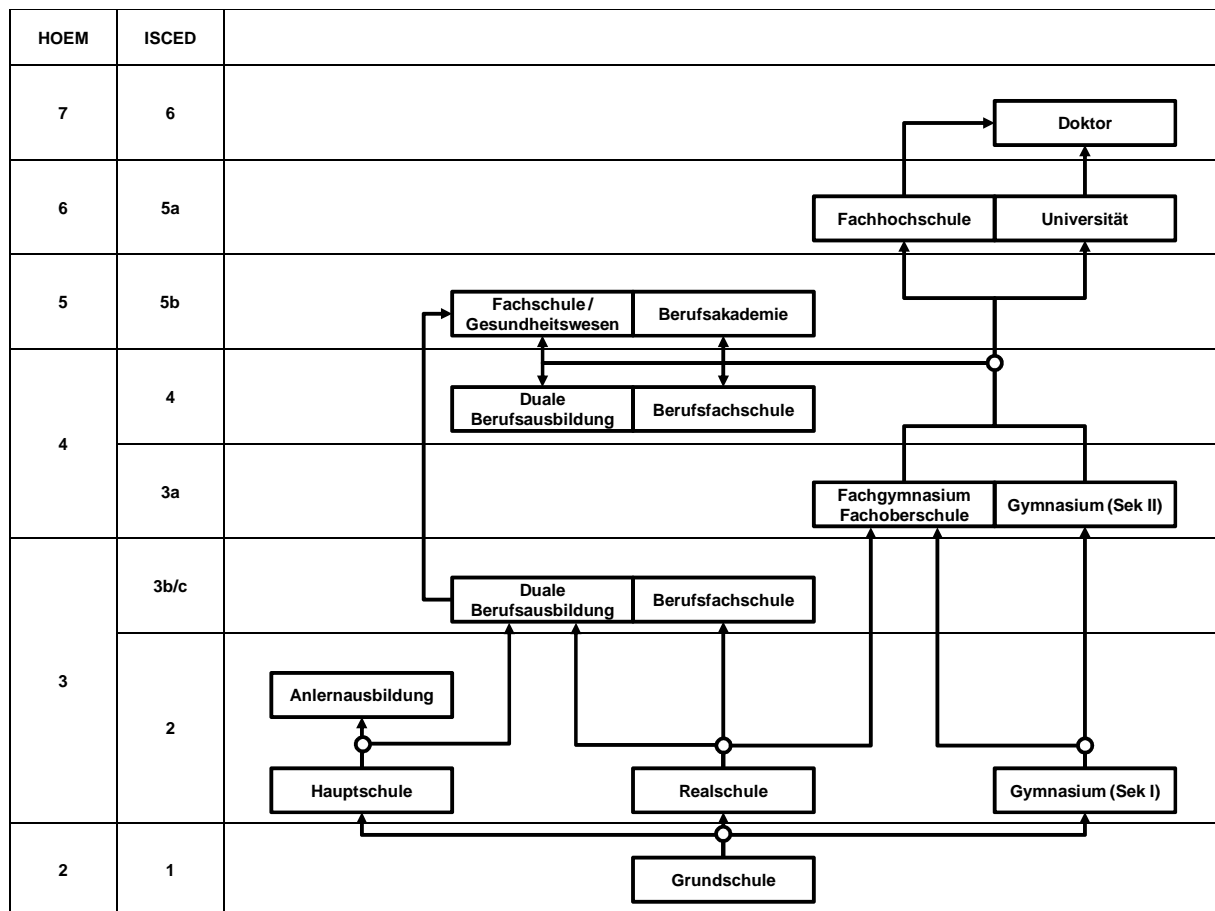 HOEM ISCED
7 6
Doktor
6 5a
Fachhochschule Universität
5 5b
Fachschule / Berufsakademie
Gesundheitswesen
4
Duale Berufsfachschule
Berufsausbildung
4
3a
Fachgymnasium Gymnasium (Sek II)
Fachoberschule
3b/c
Duale Berufsfachschule
Berufsausbildung
3
Anlernausbildung
2
Hauptschule Realschule Gymnasium (Sek I)
2 1
Grundschule